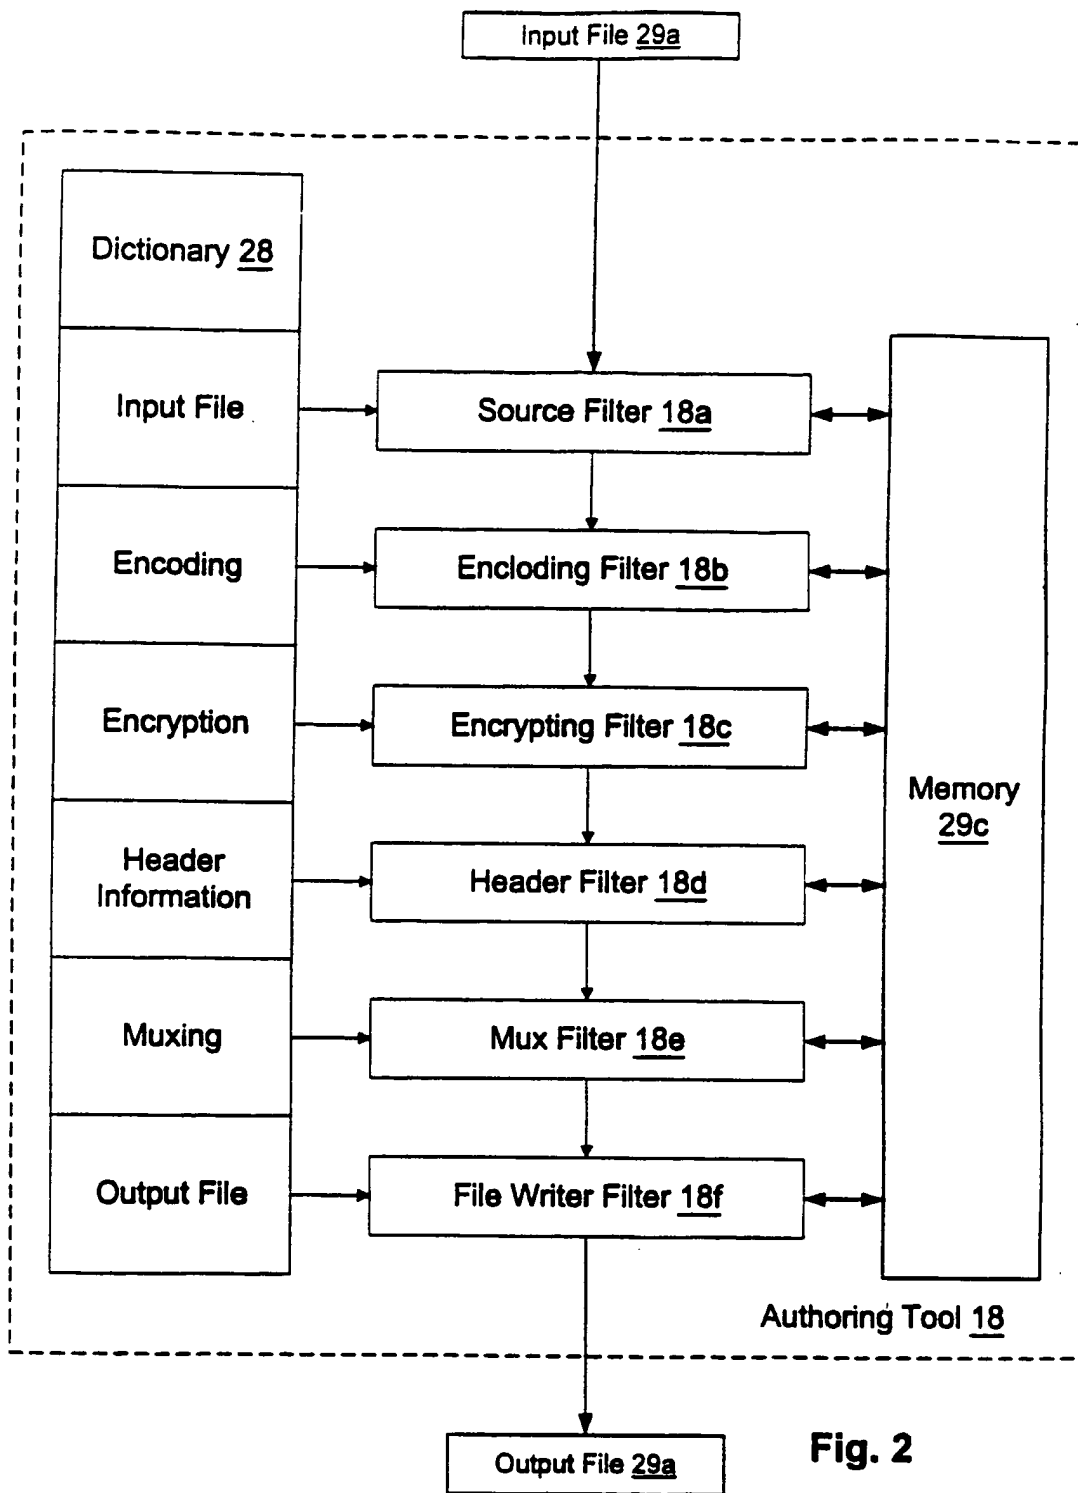 Input File 29a
Dictionary 28
Input File
Source Filter 18a
Encoding
Encloding Filter 18b
Encryption
Encrypting Filter 18c
Memory
29c
Header
Information
Header Filter 18d
Muxing
Mux Filter 18e
Output File
File Writer Filter 18f
Authoring Tool 18
Output File 29a
Fig. 2